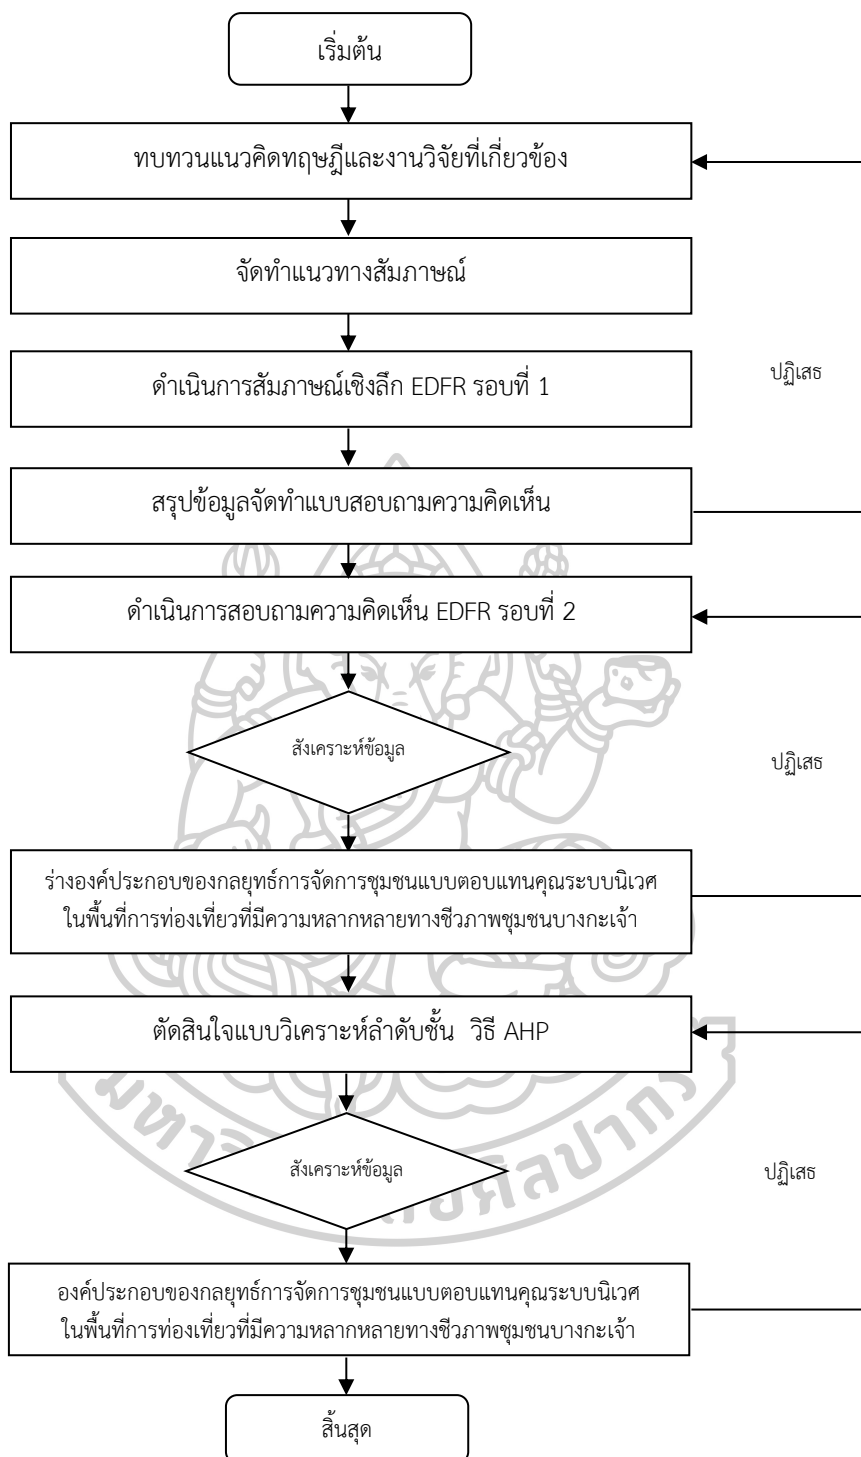 เริ่มต้น
ทบทวนแนวคิดทฤษฎีและงานวิจัยที่เกี่ยวข้อง
จัดทำแนวทางสัมภาษณ์
ดำเนินการสัมภาษณ์เชิงลึก EDFR รอบที่ 1
ปฏิเสธ
สรุปข้อมูลจัดทำแบบสอบถามความคิดเห็น
ดำเนินการสอบถามความคิดเห็น EDFR รอบที่ 2
สังเคราะห์ข้อมูล
ปฏิเสธ
ร่างองค์ประกอบของกลยุทธ์การจัดการชุมชนแบบตอบแทนคุณระบบนิเวศ
ในพื้นที่การท่องเที่ยวที่มีความหลากหลายทางชีวภาพชุมชนบางกะเจ้า
ตัดสินใจแบบวิเคราะห์ลำดับชั้น วิธี AHP
สังเคราะห์ข้อมูล
ปฏิเสธ
องค์ประกอบของกลยุทธ์การจัดการชุมชนแบบตอบแทนคุณระบบนิเวศ
ในพื้นที่การท่องเที่ยวที่มีความหลากหลายทางชีวภาพชุมชนบางกะเจ้า
สิ้นสุด